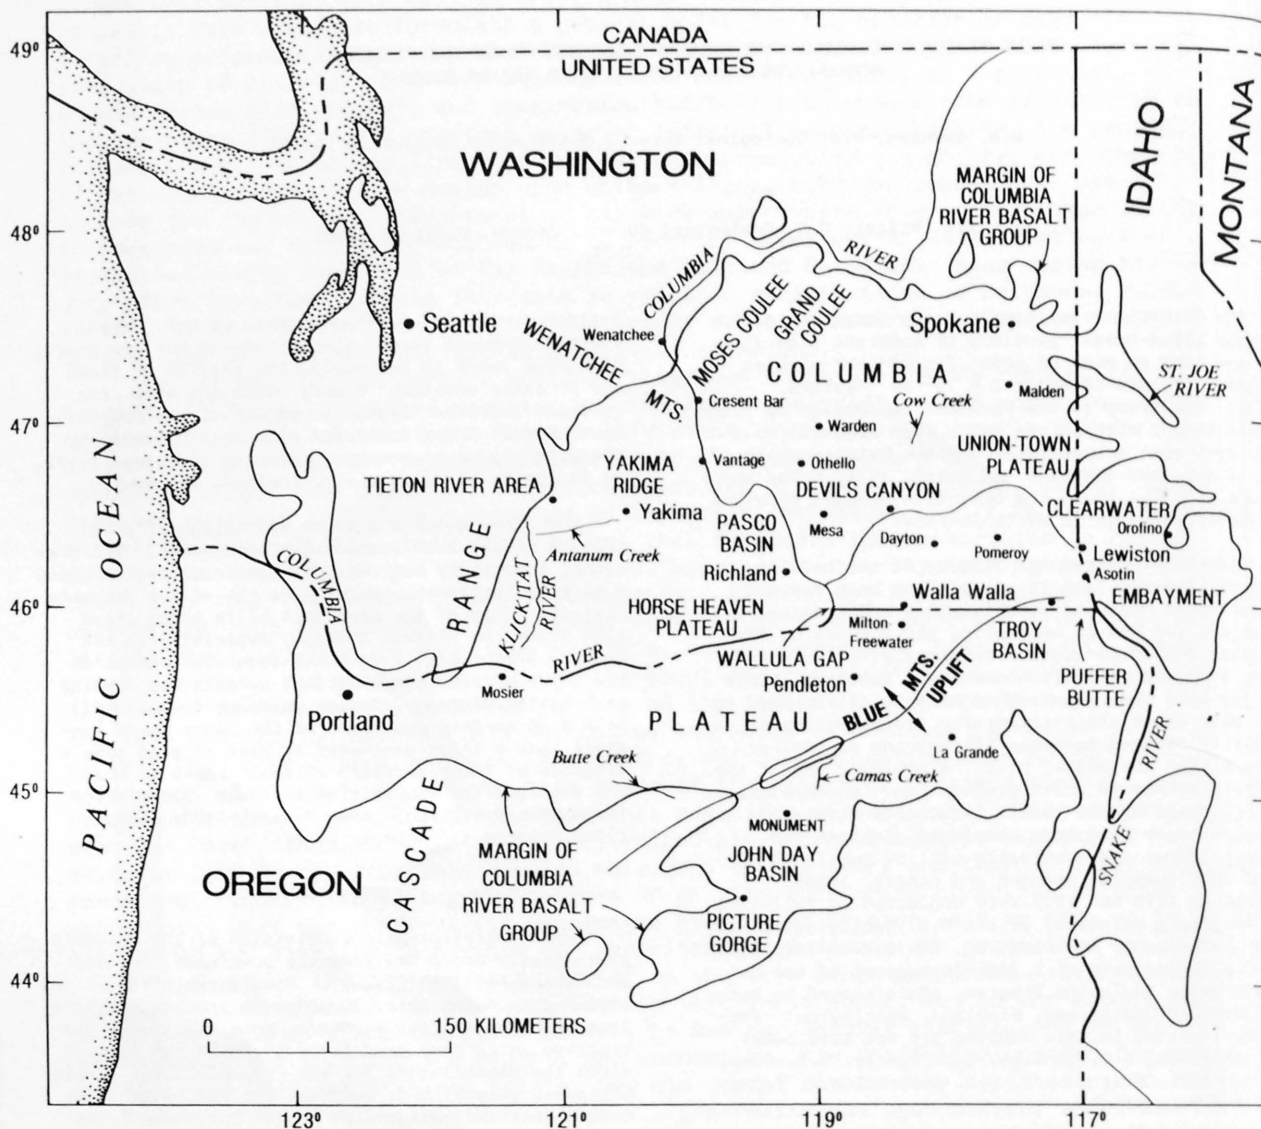 CANADA
UNITED STATES
49°
WASHINGTON
IDAHO
MONTANA
MARGIN OF
COLUMBIA
RIVER BASALT
GROUP
48°
COLUMBIA
RIVER
Seattle
WENATCHEE
MTS
Wenatchee
MOSES COULEE
GRAND
COULEE
Spokane
COLUMBIA
Cresent Bar
Cow Creek
Malden
ST. JOE
RIVER
47°
Warden
UNION-TOWN
PLATEAU
Vantage
Othello
YAKIMA
RIDGE
TIETON RIVER AREA
DEVILS CANYON
CLEARWATER
Orofino
Yakima
PASCO
BASIN
Mesa
Dayton
Pomeroy
Lewiston
Asotin
PACIFIC OCEAN
Antanum Creek
Richland
EMBAYMENT
COLUMBIA
RANGE
KLICKITAT
RIVER
46°
HORSE HEAVEN
PLATEAU
Walla Walla
Milton-
Freewater
TROY
BASIN
RIVER
WALLULA GAP
Pendleton
MTS.
UPLIFT
BLUE
PUFFER
BUTTE
Mosier
Portland
PLATEAU
La Grande
RIVER
SNAKE
Butte Creek
Camas Creek
45°
MONUMENT
CASCADE
MARGIN OF
COLUMBIA
RIVER BASALT
GROUP
JOHN DAY
BASIN
OREGON
PICTURE
GORGE
44°
0
150 KILOMETERS
123°
121°
119°
117°